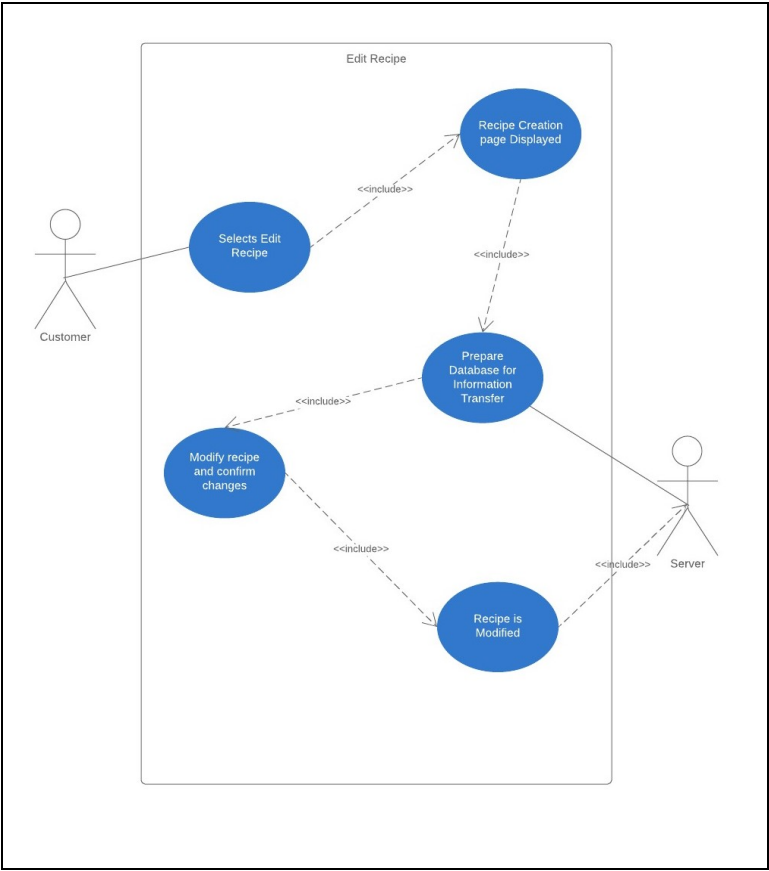 Edit Recipe
Recipe Creation
page Displayed
<<include>>
Selects Edit
Recipe
<<include>>
Customer
Prepare
Database for
Information
Transfer
<<include>>
Modify recipe
and confirm
changes
<<include>>
<<include>>
Server
Recipe is
Modified